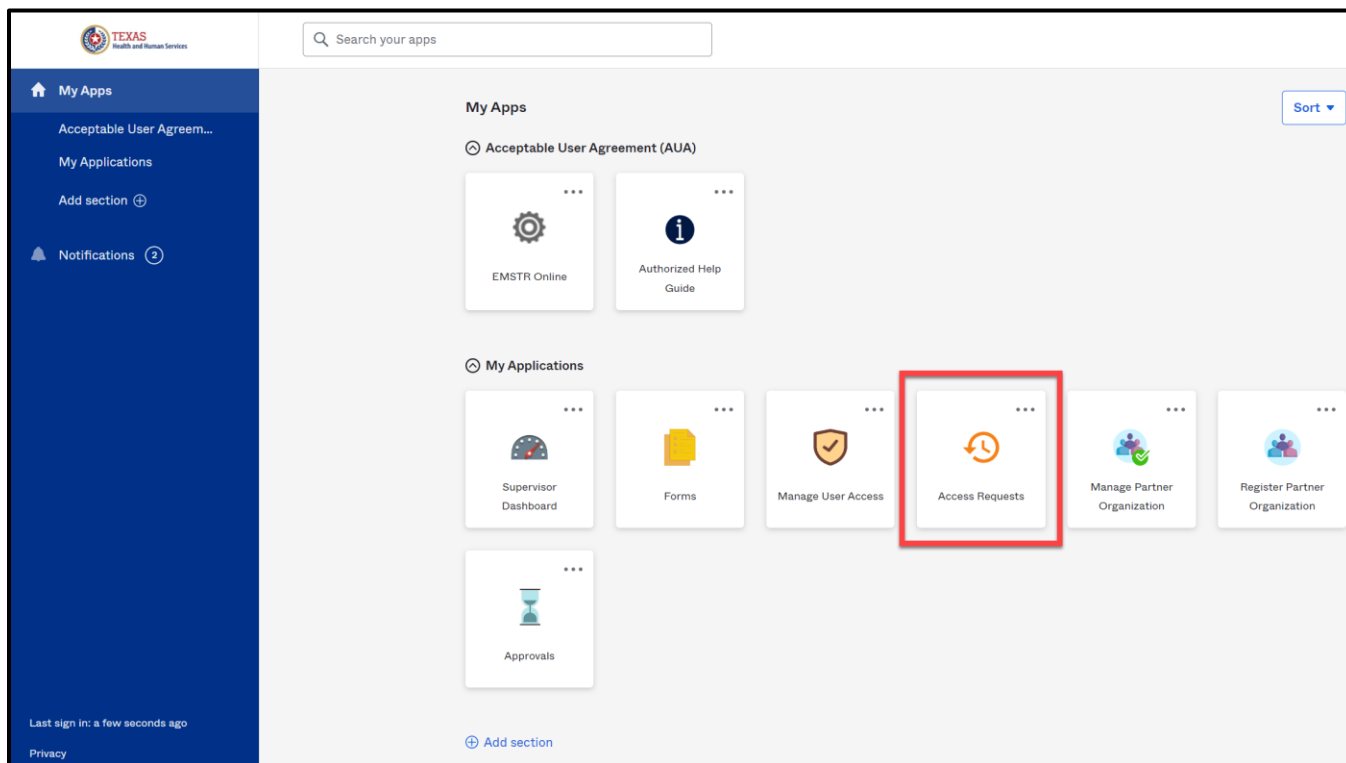 TEXAS
Health and Human Services
Search your apps
My Apps
Acceptable User Agreem...
My Applications
Add section
Notifications 2
Last sign in: a few seconds ago
Privacy
My Apps
Sort
Acceptable User Agreement (AUA)
EMSTR Online
Authorized Help
Guide
My Applications
Supervisor
Dashboard
Forms
Manage User Access
Access Requests
Manage Partner
Organization
Register Partner
Organization
Approvals
Add section